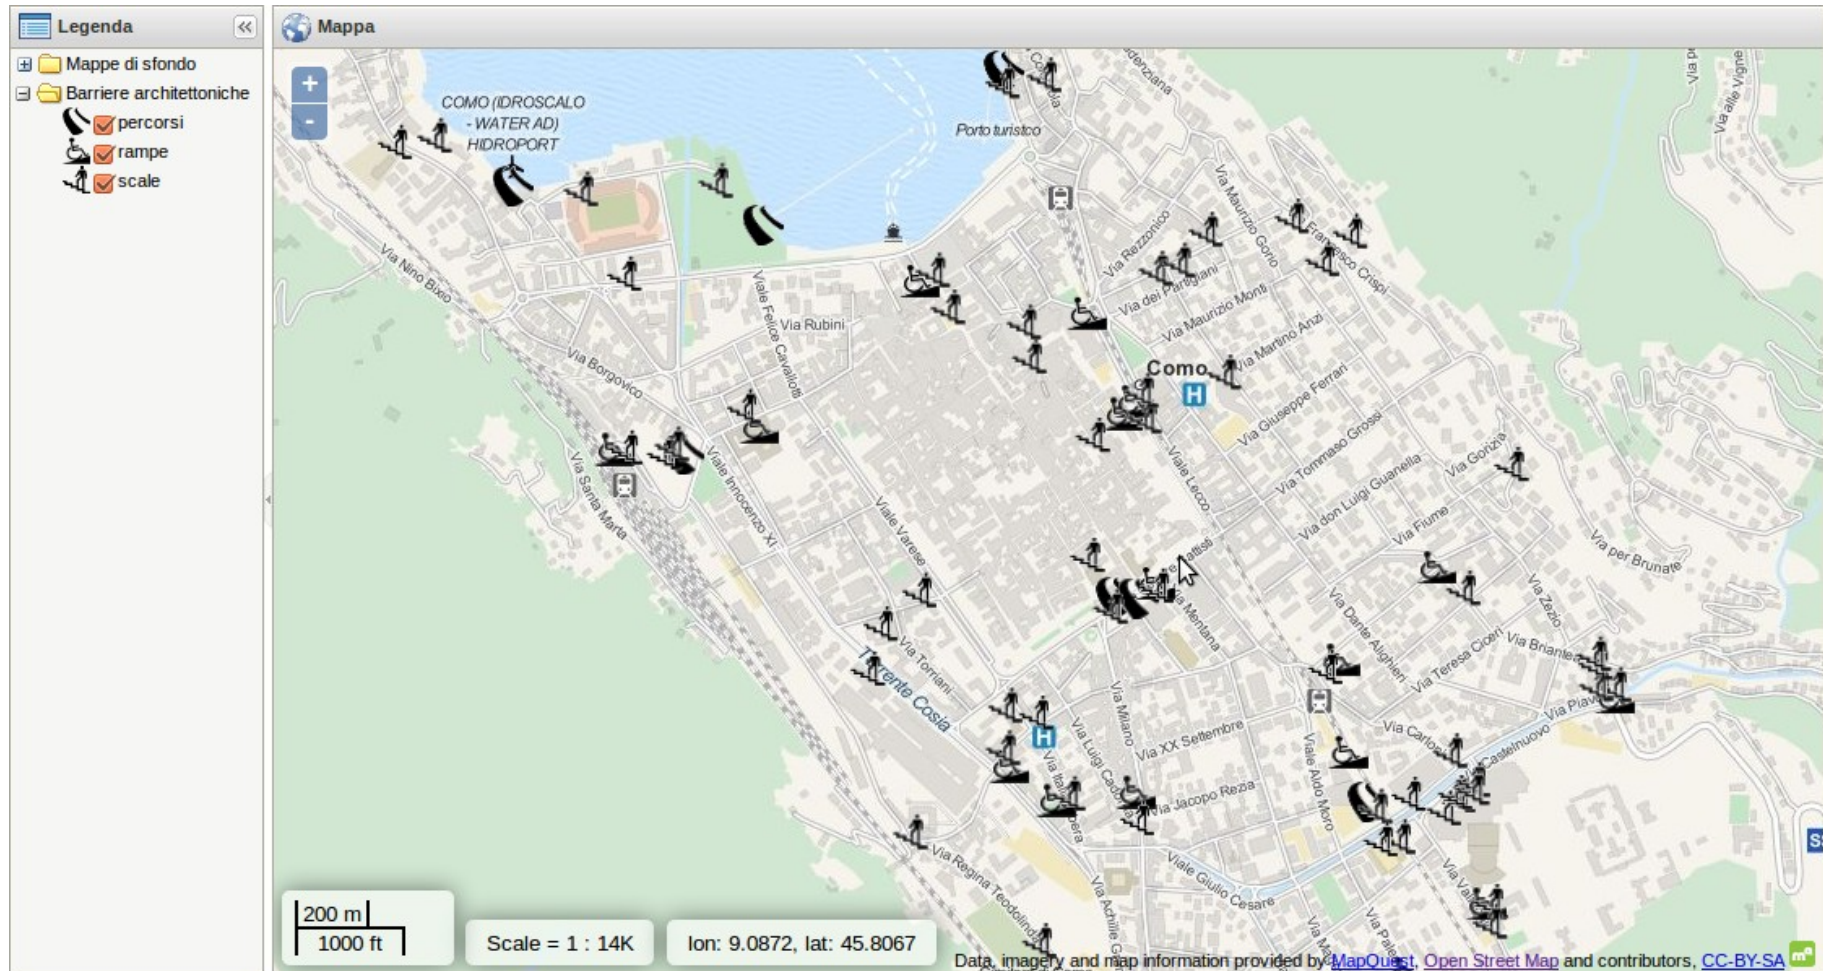 Legenda
Mappa
Mappe di sfondo
Barriere architettoniche
percorsi
rampe
scale
+
-
COMO (IDROSCALO
- WATER AD)
HIDROPORT
Porto turistco
Via Nino Bixio
Via Borgovico
Via Santa Marta
Viale Innocenzo XI
Viale Felice Cavallotti
Via Rubini
Viale Varese
Via Torriani
Torrente Cosia
Via Rezzonico
Via Maurizio Gorio
Via Francesco Crispi
Via dei Partigiani
Via Maurizio Monti
Via Martino Anzi
Como
H
Via Giuseppe Ferrari
Via Tommaso Grossi
Via Gorizia
Via don Luigi Guanella
Via Fiume
Viale Lecco
Via per Brunate
Via alle Vigne
Via Mentana
Via Dante Alighieri
Via Zezio
Via Teresa Ciceri
Via Briantea
Via Piave
Via Milano
Via XX Settembre
H
Via Luigi Cado
Via Jacopo Rezia
Viale Aldo Moro
Via Carlo
Castelnuovo
Viale Giulio Cesare
Via Regina Teodolinda
200 m
1000 ft
Scale = 1 : 14K
lon: 9.0872, lat: 45.8067
Data, imagery and map information provided by MapQuest, Open Street Map and contributors, CC-BY-SA